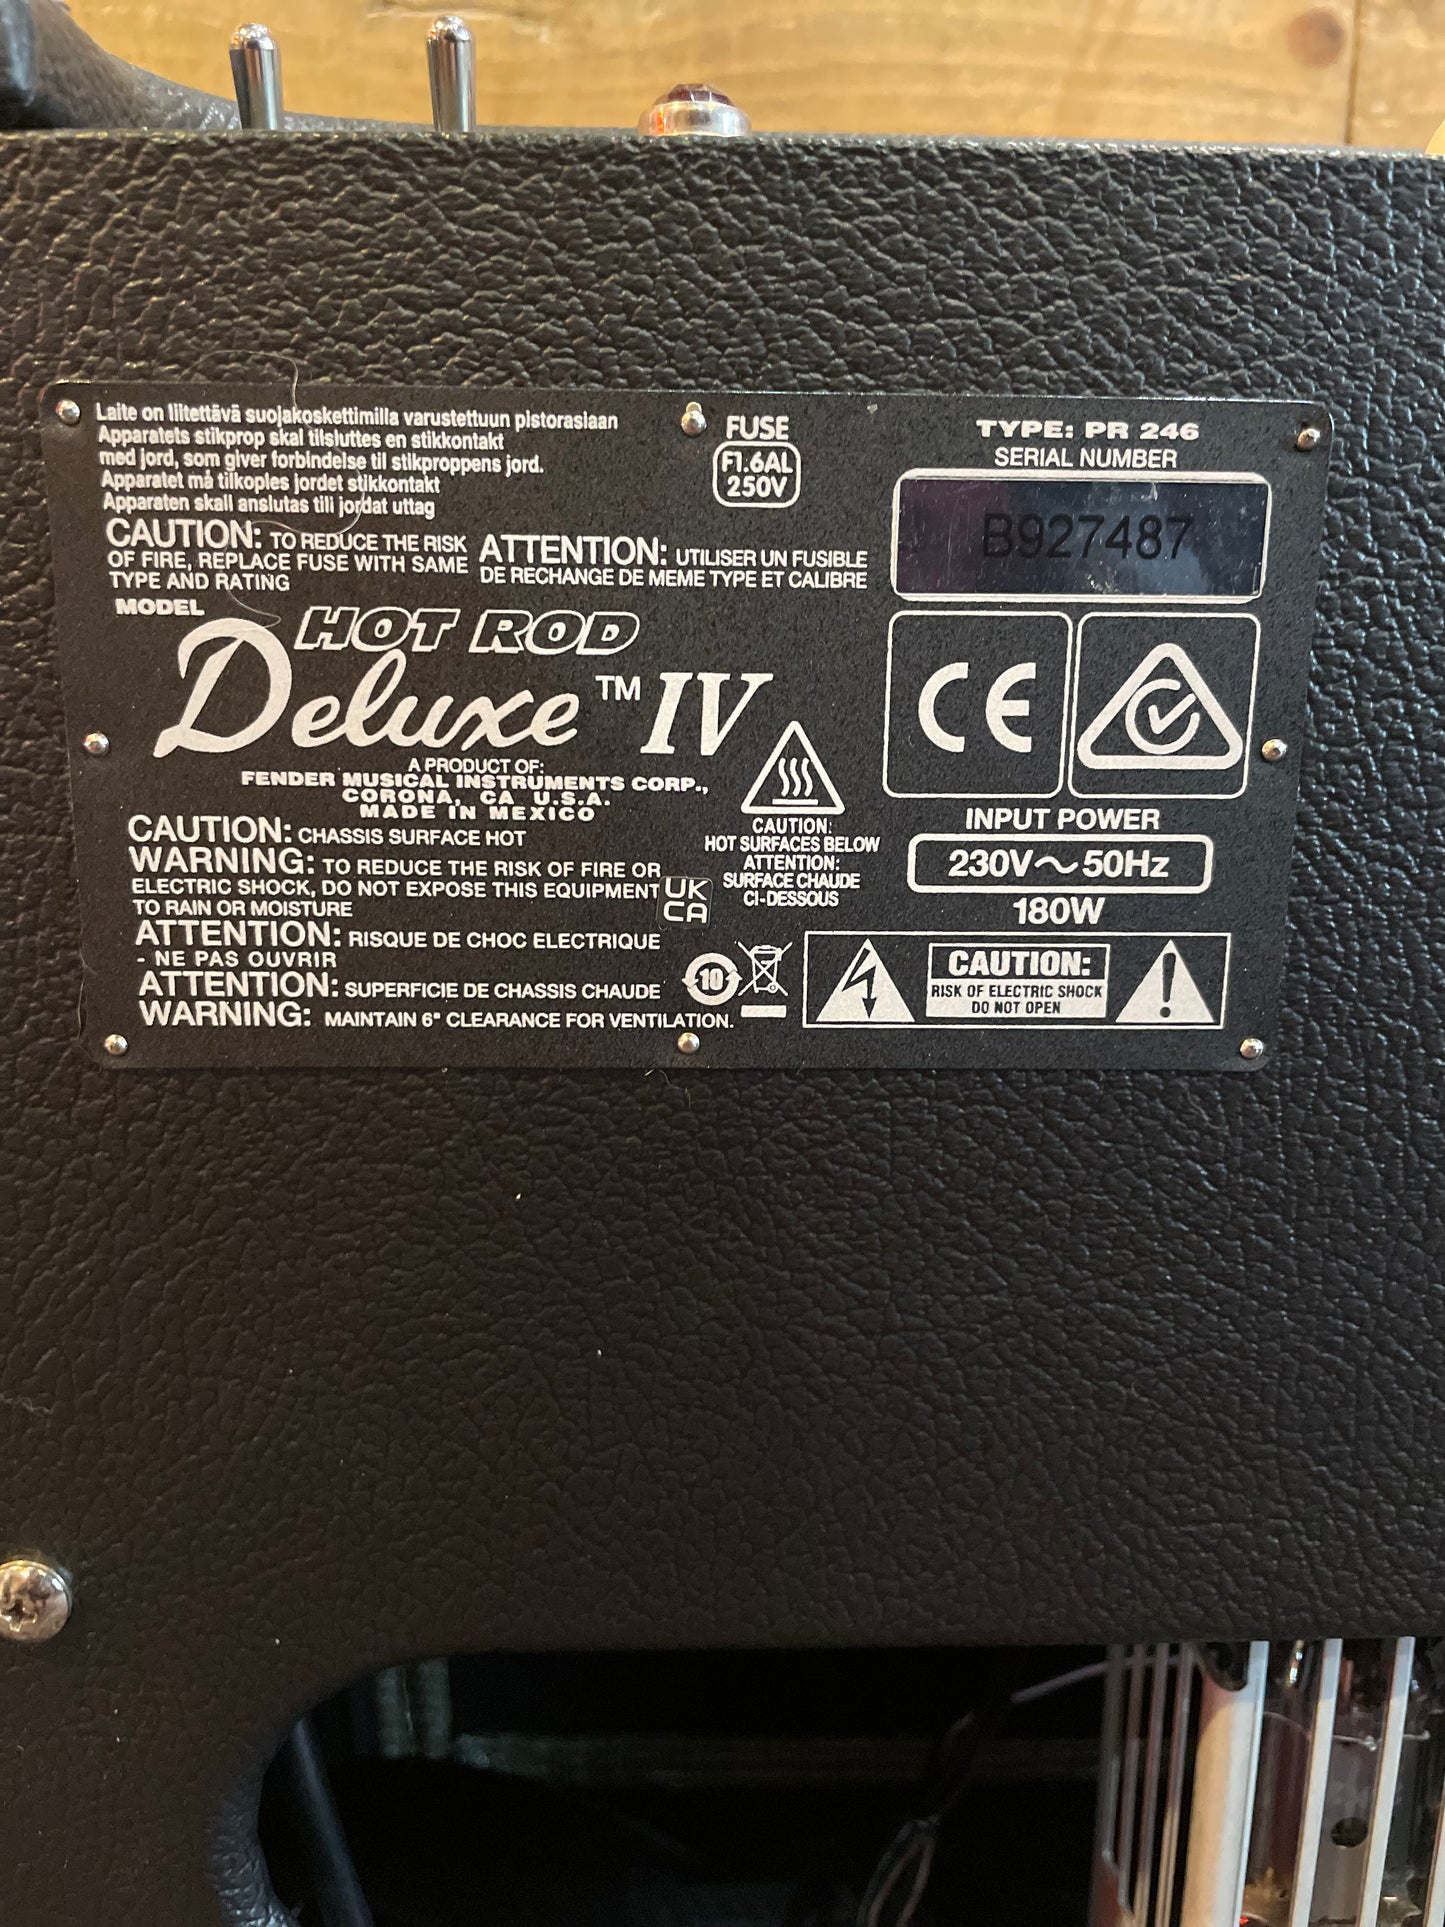 Laite on liitettävä suojakoskettimilla varustettuun pistorasiaan
Apparatets stikprop skal tilsluttes en stikkontakt
med jord, som giver forbindelse til stikproppens jord.
Apparatet må tilkoples jordet stikkontakt
Apparaten skall anslutas till jordat uttag
FUSE
F1.6AL
250V
TYPE: PR 246
SERIAL NUMBER
B927487
CAUTION: TO REDUCE THE RISK
OF FIRE, REPLACE FUSE WITH SAME
TYPE AND RATING
ATTENTION: UTILISER UN FUSIBLE
DE RECHANGE DE MEME TYPE ET CALIBRE
MODEL
HOT ROD
Deluxe™ IV
A PRODUCT OF:
FENDER MUSICAL INSTRUMENTS CORP.,
CORONA, CA U.S.A.
MADE IN MEXICO
CE
CAUTION:
HOT SURFACES BELOW
ATTENTION:
SURFACE CHAUDE
CI-DESSOUS
INPUT POWER
230V~50Hz
180W
CAUTION: CHASSIS SURFACE HOT
WARNING: TO REDUCE THE RISK OF FIRE OR
ELECTRIC SHOCK, DO NOT EXPOSE THIS EQUIPMENT
TO RAIN OR MOISTURE
UK
CA
ATTENTION: RISQUE DE CHOC ELECTRIQUE
- NE PAS OUVRIR
ATTENTION: SUPERFICIE DE CHASSIS CHAUDE
WARNING: MAINTAIN 6" CLEARANCE FOR VENTILATION.
10
CAUTION:
RISK OF ELECTRIC SHOCK
DO NOT OPEN